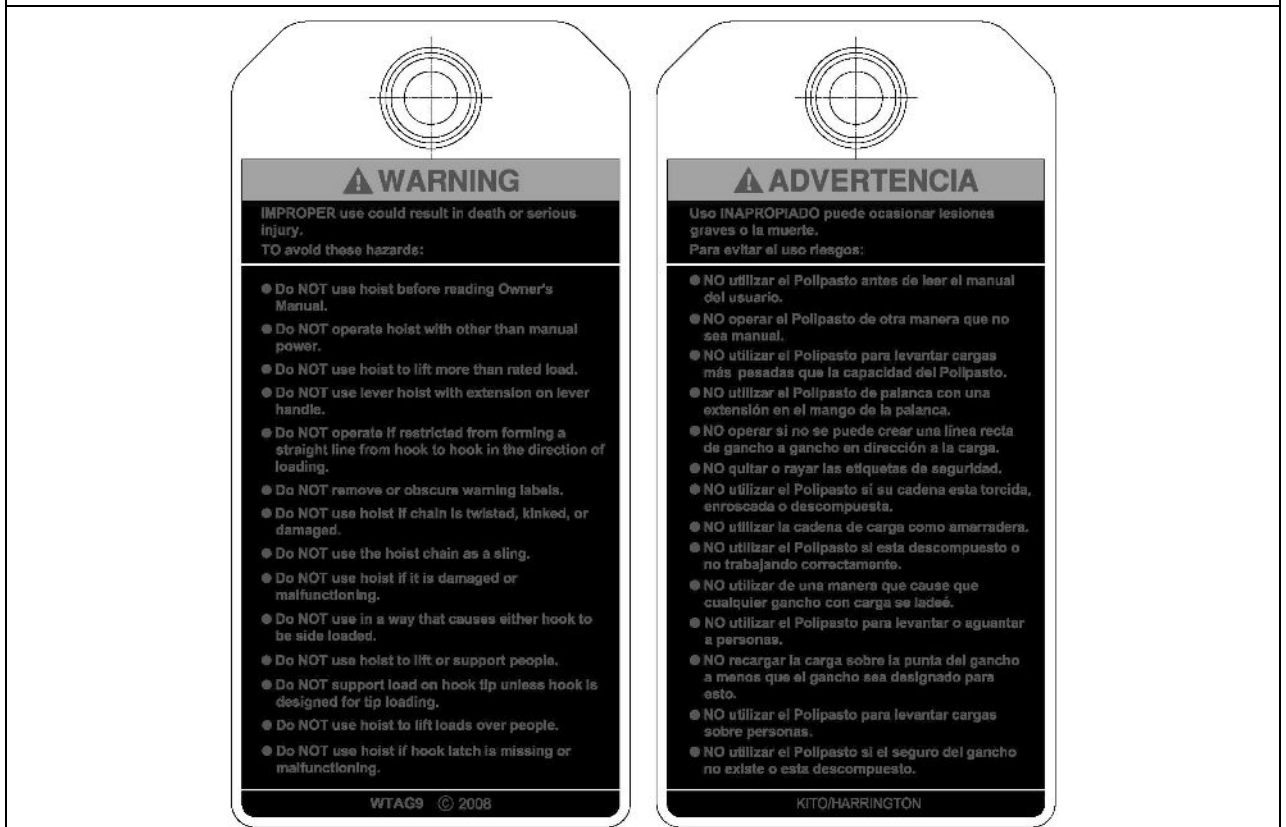 WARNING
IMPROPER use could result in death or serious
injury.
TO avoid these hazards:
● Do NOT use hoist before reading Owner's
Manual.
● Do NOT operate hoist with other than manual
power.
● Do NOT use hoist to lift more than rated load.
● Do NOT use lever hoist with extension on lever
handle.
● Do NOT operate if restricted from forming a
straight line from hook to hook in the direction of
loading.
● Do NOT remove or obscure warning labels.
● Do NOT use hoist if chain is twisted, kinked, or
damaged.
● Do NOT use the hoist chain as a sling.
● Do NOT use hoist if it is damaged or
malfunctioning.
● Do NOT use in a way that causes either hook to
be side loaded.
● Do NOT use hoist to lift or support people.
● Do NOT support load on hook tip unless hook is
designed for tip loading.
● Do NOT use hoist to lift loads over people.
● Do NOT use hoist if hook latch is missing or
malfunctioning.
WTAG9 © 2008
ADVERTENCIA
Uso INAPROPIADO puede ocasionar lesiones
graves o la muerte.
Para evitar el uso riesgos:
● NO utilizar el Polipasto antes de leer el manual
del usuario.
● NO operar el Polipasto de otra manera que no
sea manual.
● NO utilizar el Polipasto para levantar cargas
más pesadas que la capacidad del Polipasto.
● NO utilizar el Polipasto de palanca con una
extensión en el mango de la palanca.
● NO operar si no se puede crear una línea recta
de gancho a gancho en dirección a la carga.
● NO quitar o rayar las etiquetas de seguridad.
● NO utilizar el Polipasto si su cadena esta torcida,
enroscada o descompuesta.
● NO utilizar la cadena de carga como amarradera.
● NO utilizar el Polipasto si esta descompuesto o
no trabajando correctamente.
● NO utilizar de una manera que cause que
cualquier gancho con carga se ladeé.
● NO utilizar el Polipasto para levantar o aguantar
a personas.
● NO recargar la carga sobre la punta del gancho
a menos que el gancho sea designado para
esto.
● NO utilizar el Polipasto para levantar cargas
sobre personas.
● NO utilizar el Polipasto si el seguro del gancho
no existe o esta descompuesto.
KITO/HARRINGTON